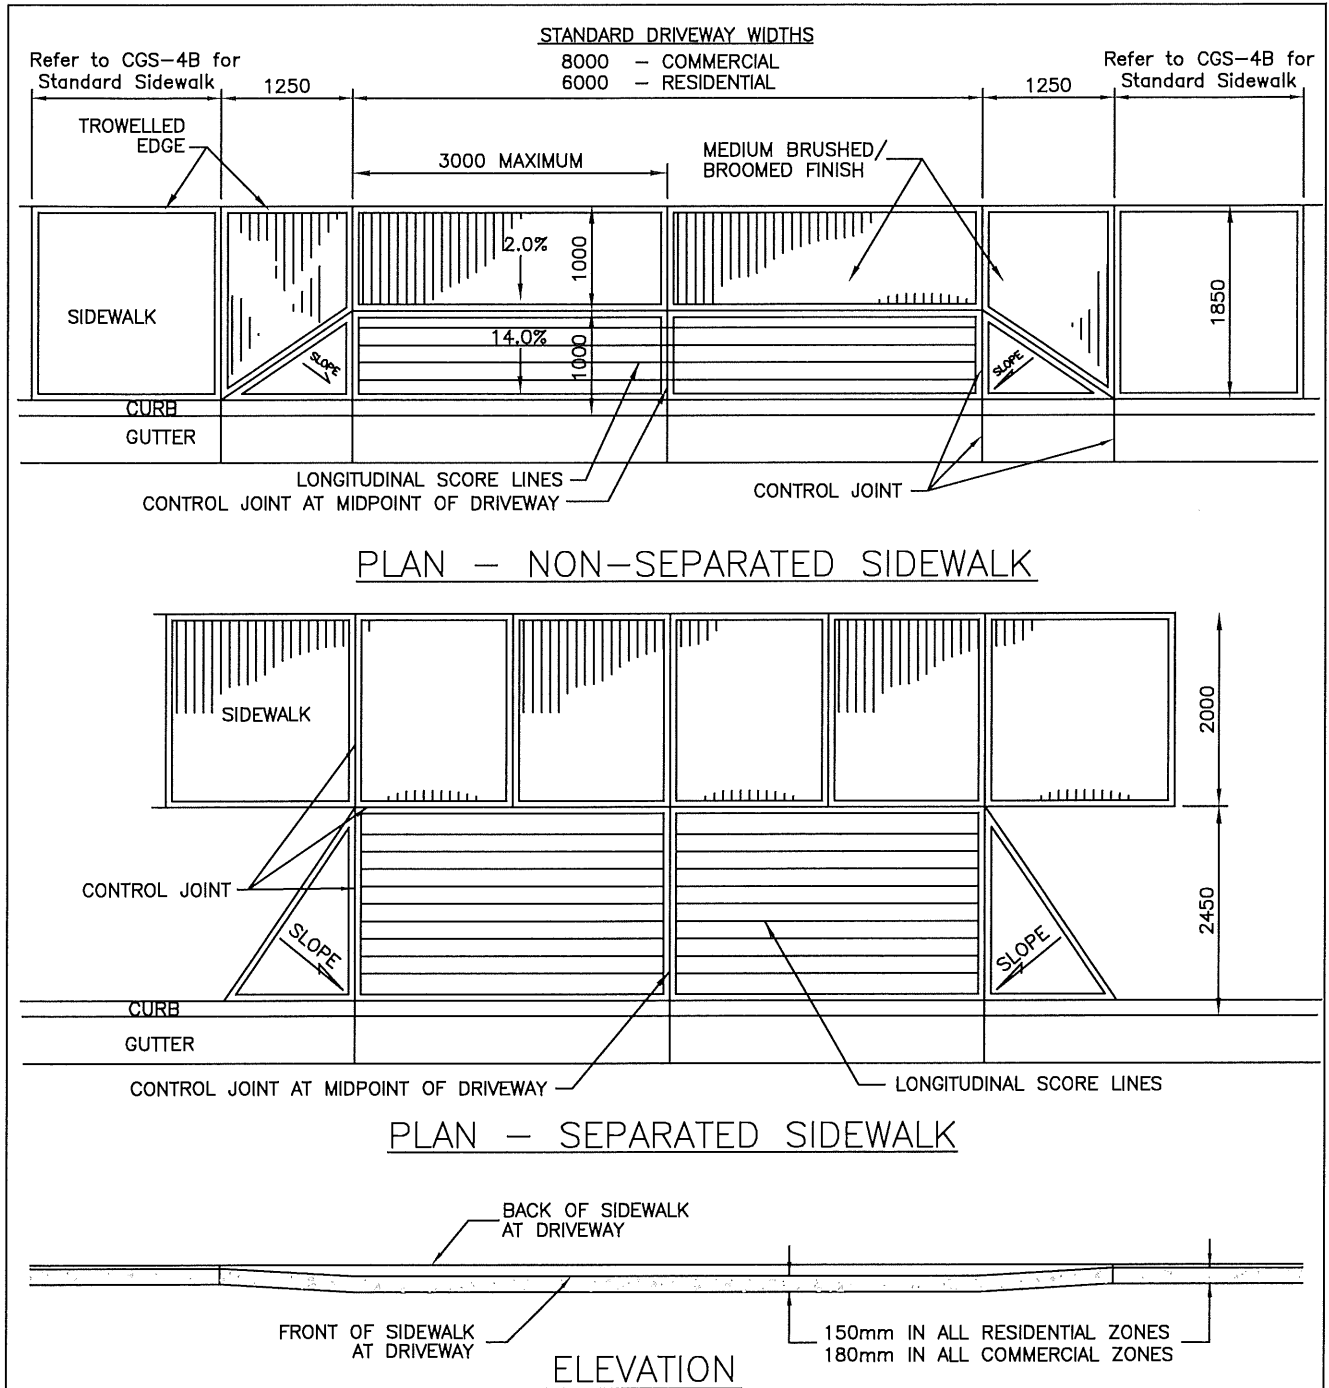 STANDARD DRIVEWAY WIDTHS
8000 – COMMERCIAL
6000 – RESIDENTIAL
Refer to CGS–4B for
Standard Sidewalk
1250
1250
Refer to CGS–4B for
Standard Sidewalk
TROWELLED
EDGE
3000 MAXIMUM
MEDIUM BRUSHED/
BROOMED FINISH
2.0%
1000
SIDEWALK
1850
14.0%
1000
SLOPE
SLOPE
CURB
GUTTER
LONGITUDINAL SCORE LINES
CONTROL JOINT AT MIDPOINT OF DRIVEWAY
CONTROL JOINT
PLAN – NON–SEPARATED SIDEWALK
SIDEWALK
2000
CONTROL JOINT
2450
SLOPE
SLOPE
CURB
GUTTER
CONTROL JOINT AT MIDPOINT OF DRIVEWAY
LONGITUDINAL SCORE LINES
PLAN – SEPARATED SIDEWALK
BACK OF SIDEWALK
AT DRIVEWAY
FRONT OF SIDEWALK
AT DRIVEWAY
150mm IN ALL RESIDENTIAL ZONES
180mm IN ALL COMMERCIAL ZONES
ELEVATION